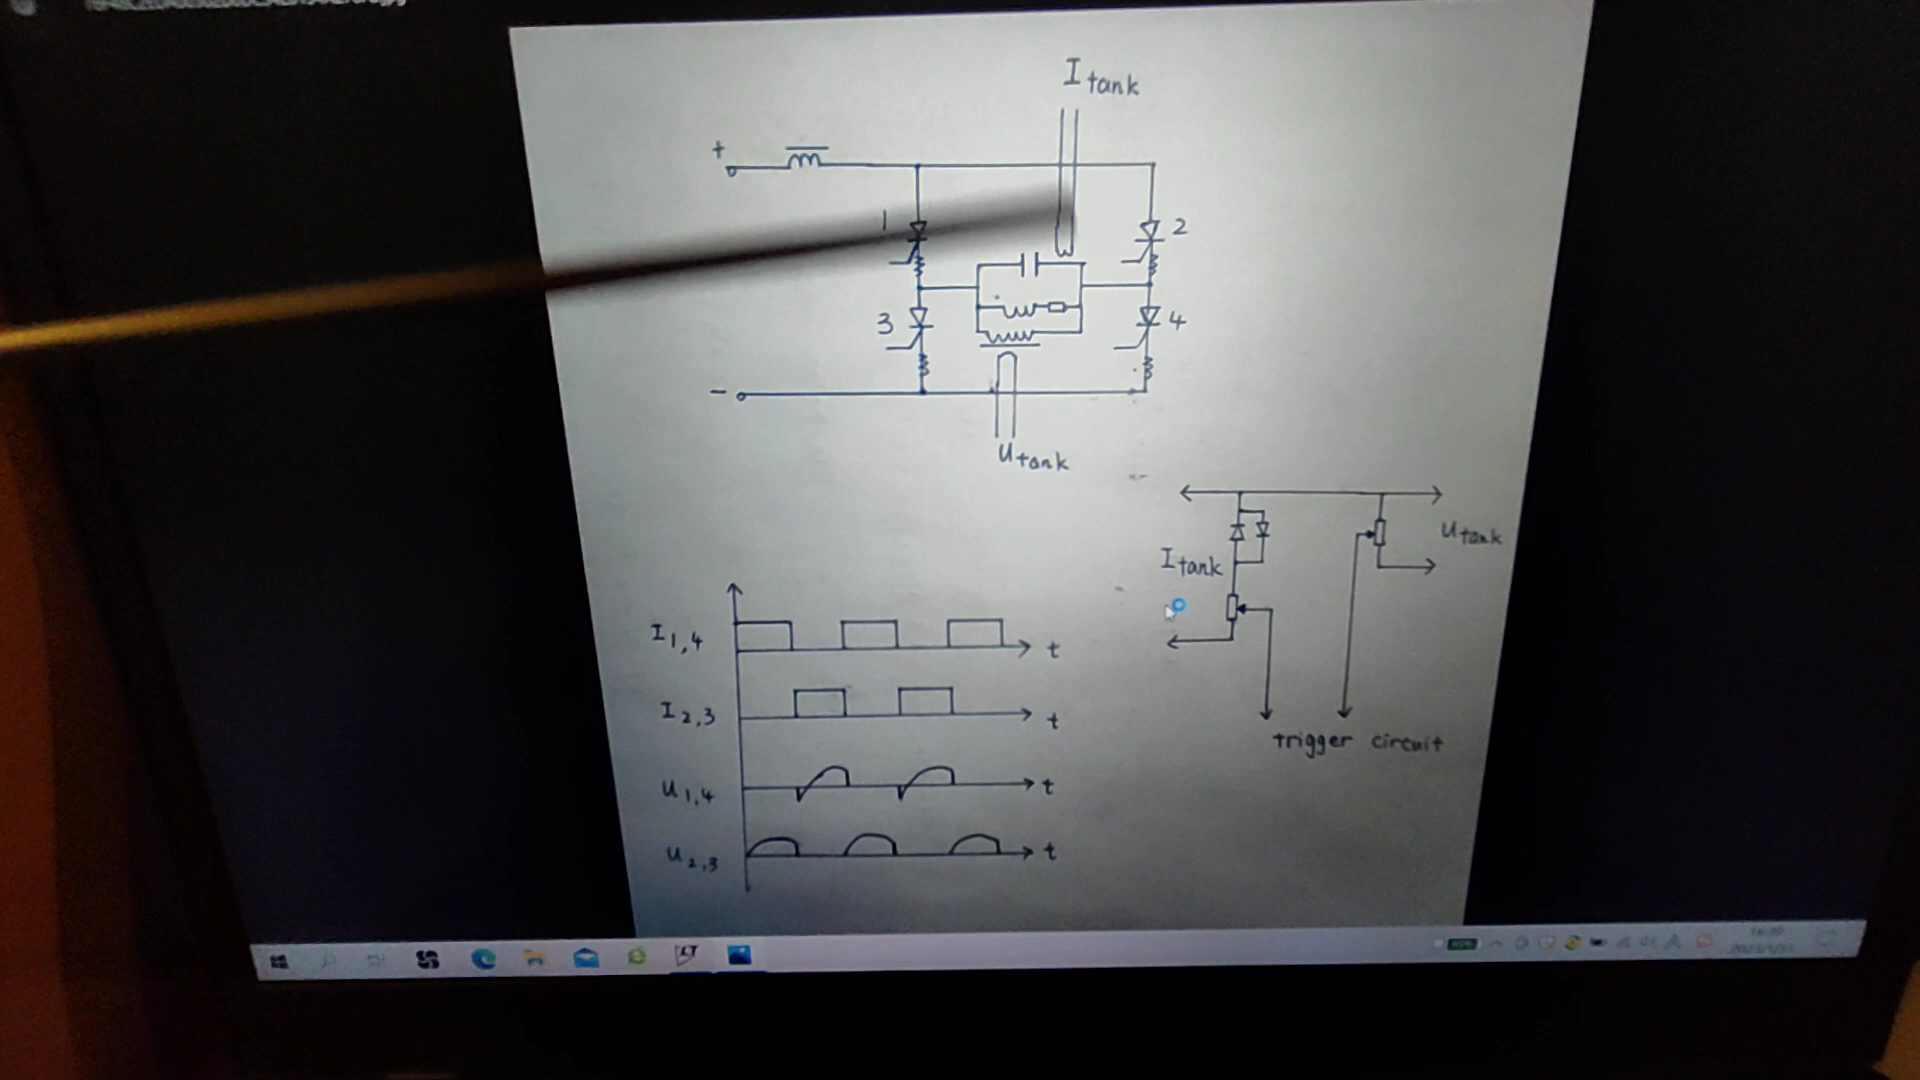 I tank
+
1
2
3
4
-
U tank
U tank
I tank
I 1,4
t
I 2,3
t
trigger circuit
U 1,4
t
U 2,3
t